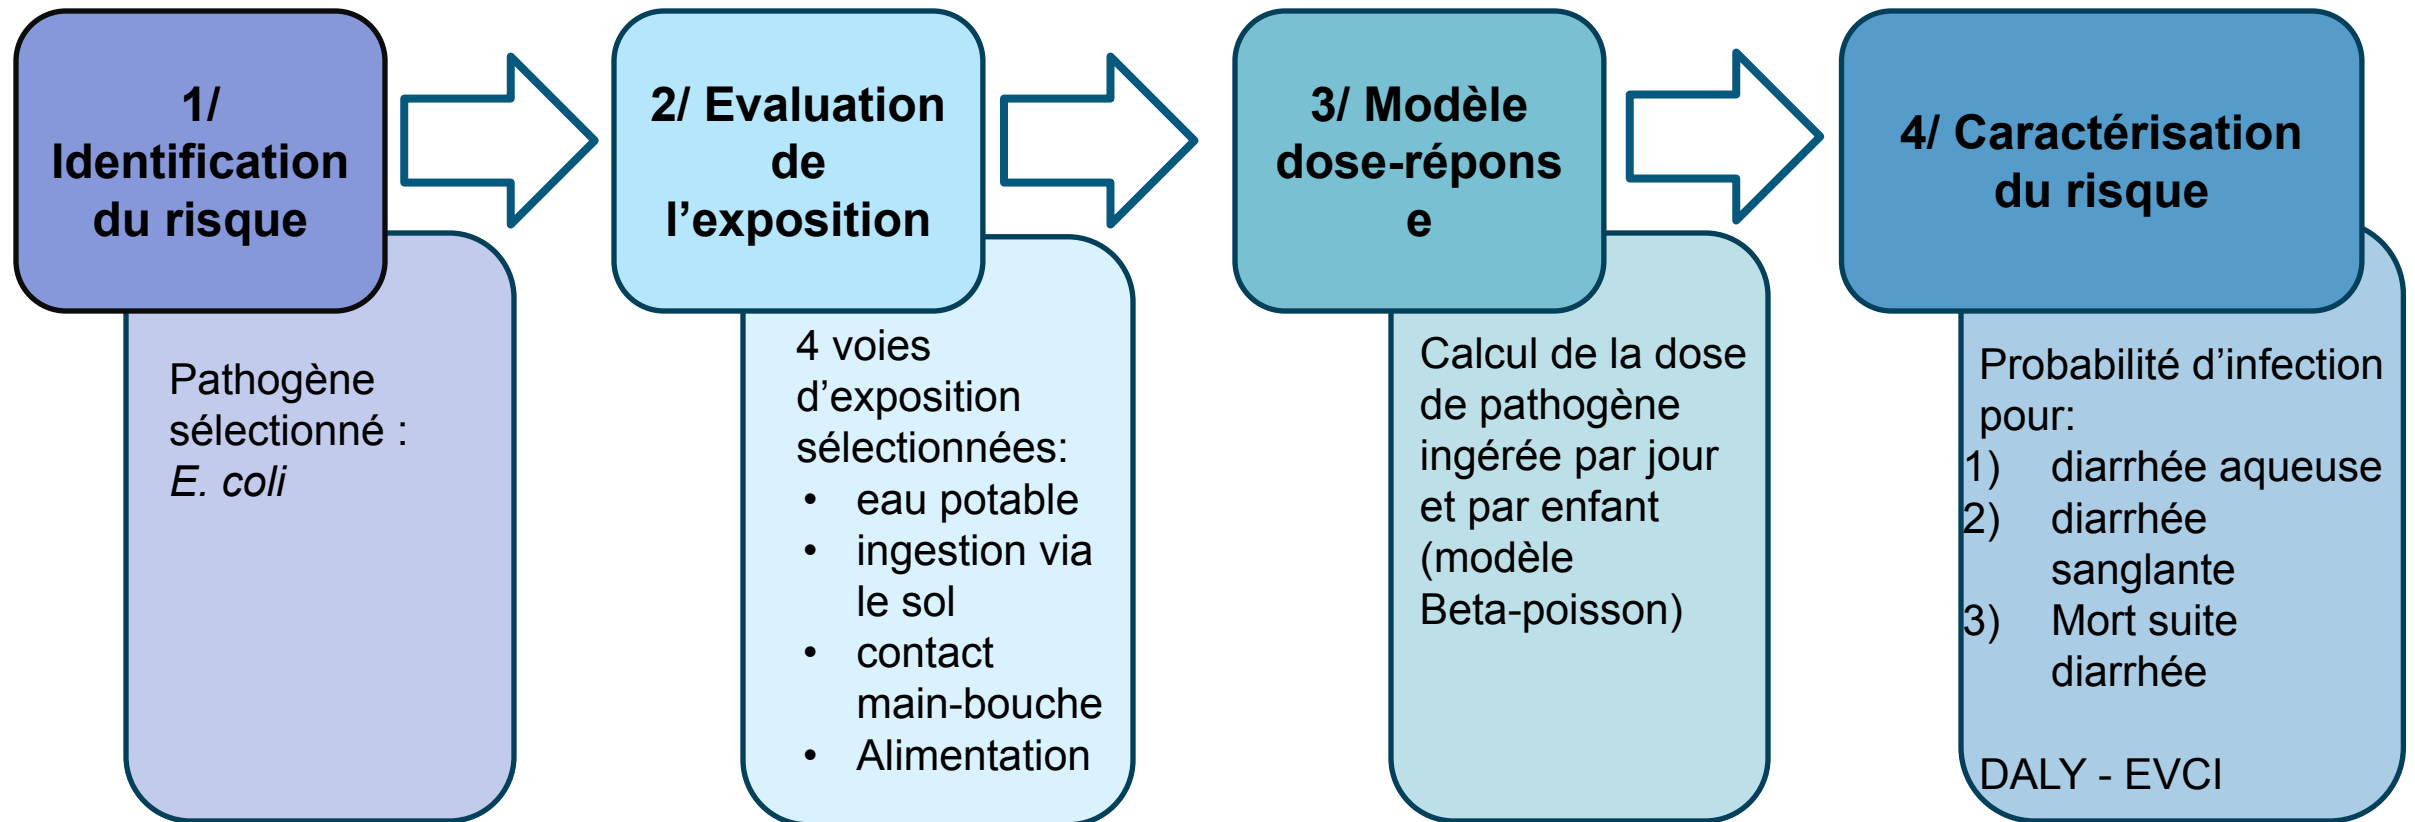 1/
Identification
du risque
Pathogène
sélectionné :
E. coli
2/ Evaluation
de
l’exposition
4 voies
d’exposition
sélectionnées:
• eau potable
• ingestion via
le sol
• contact
main-bouche
• Alimentation
3/ Modèle
dose-répons
e
Calcul de la dose
de pathogène
ingérée par jour
et par enfant
(modèle
Beta-poisson)
4/ Caractérisation
du risque
Probabilité d’infection
pour:
1) diarrhée aqueuse
2) diarrhée
sanglante
3) Mort suite
diarrhée
DALY - EVCI